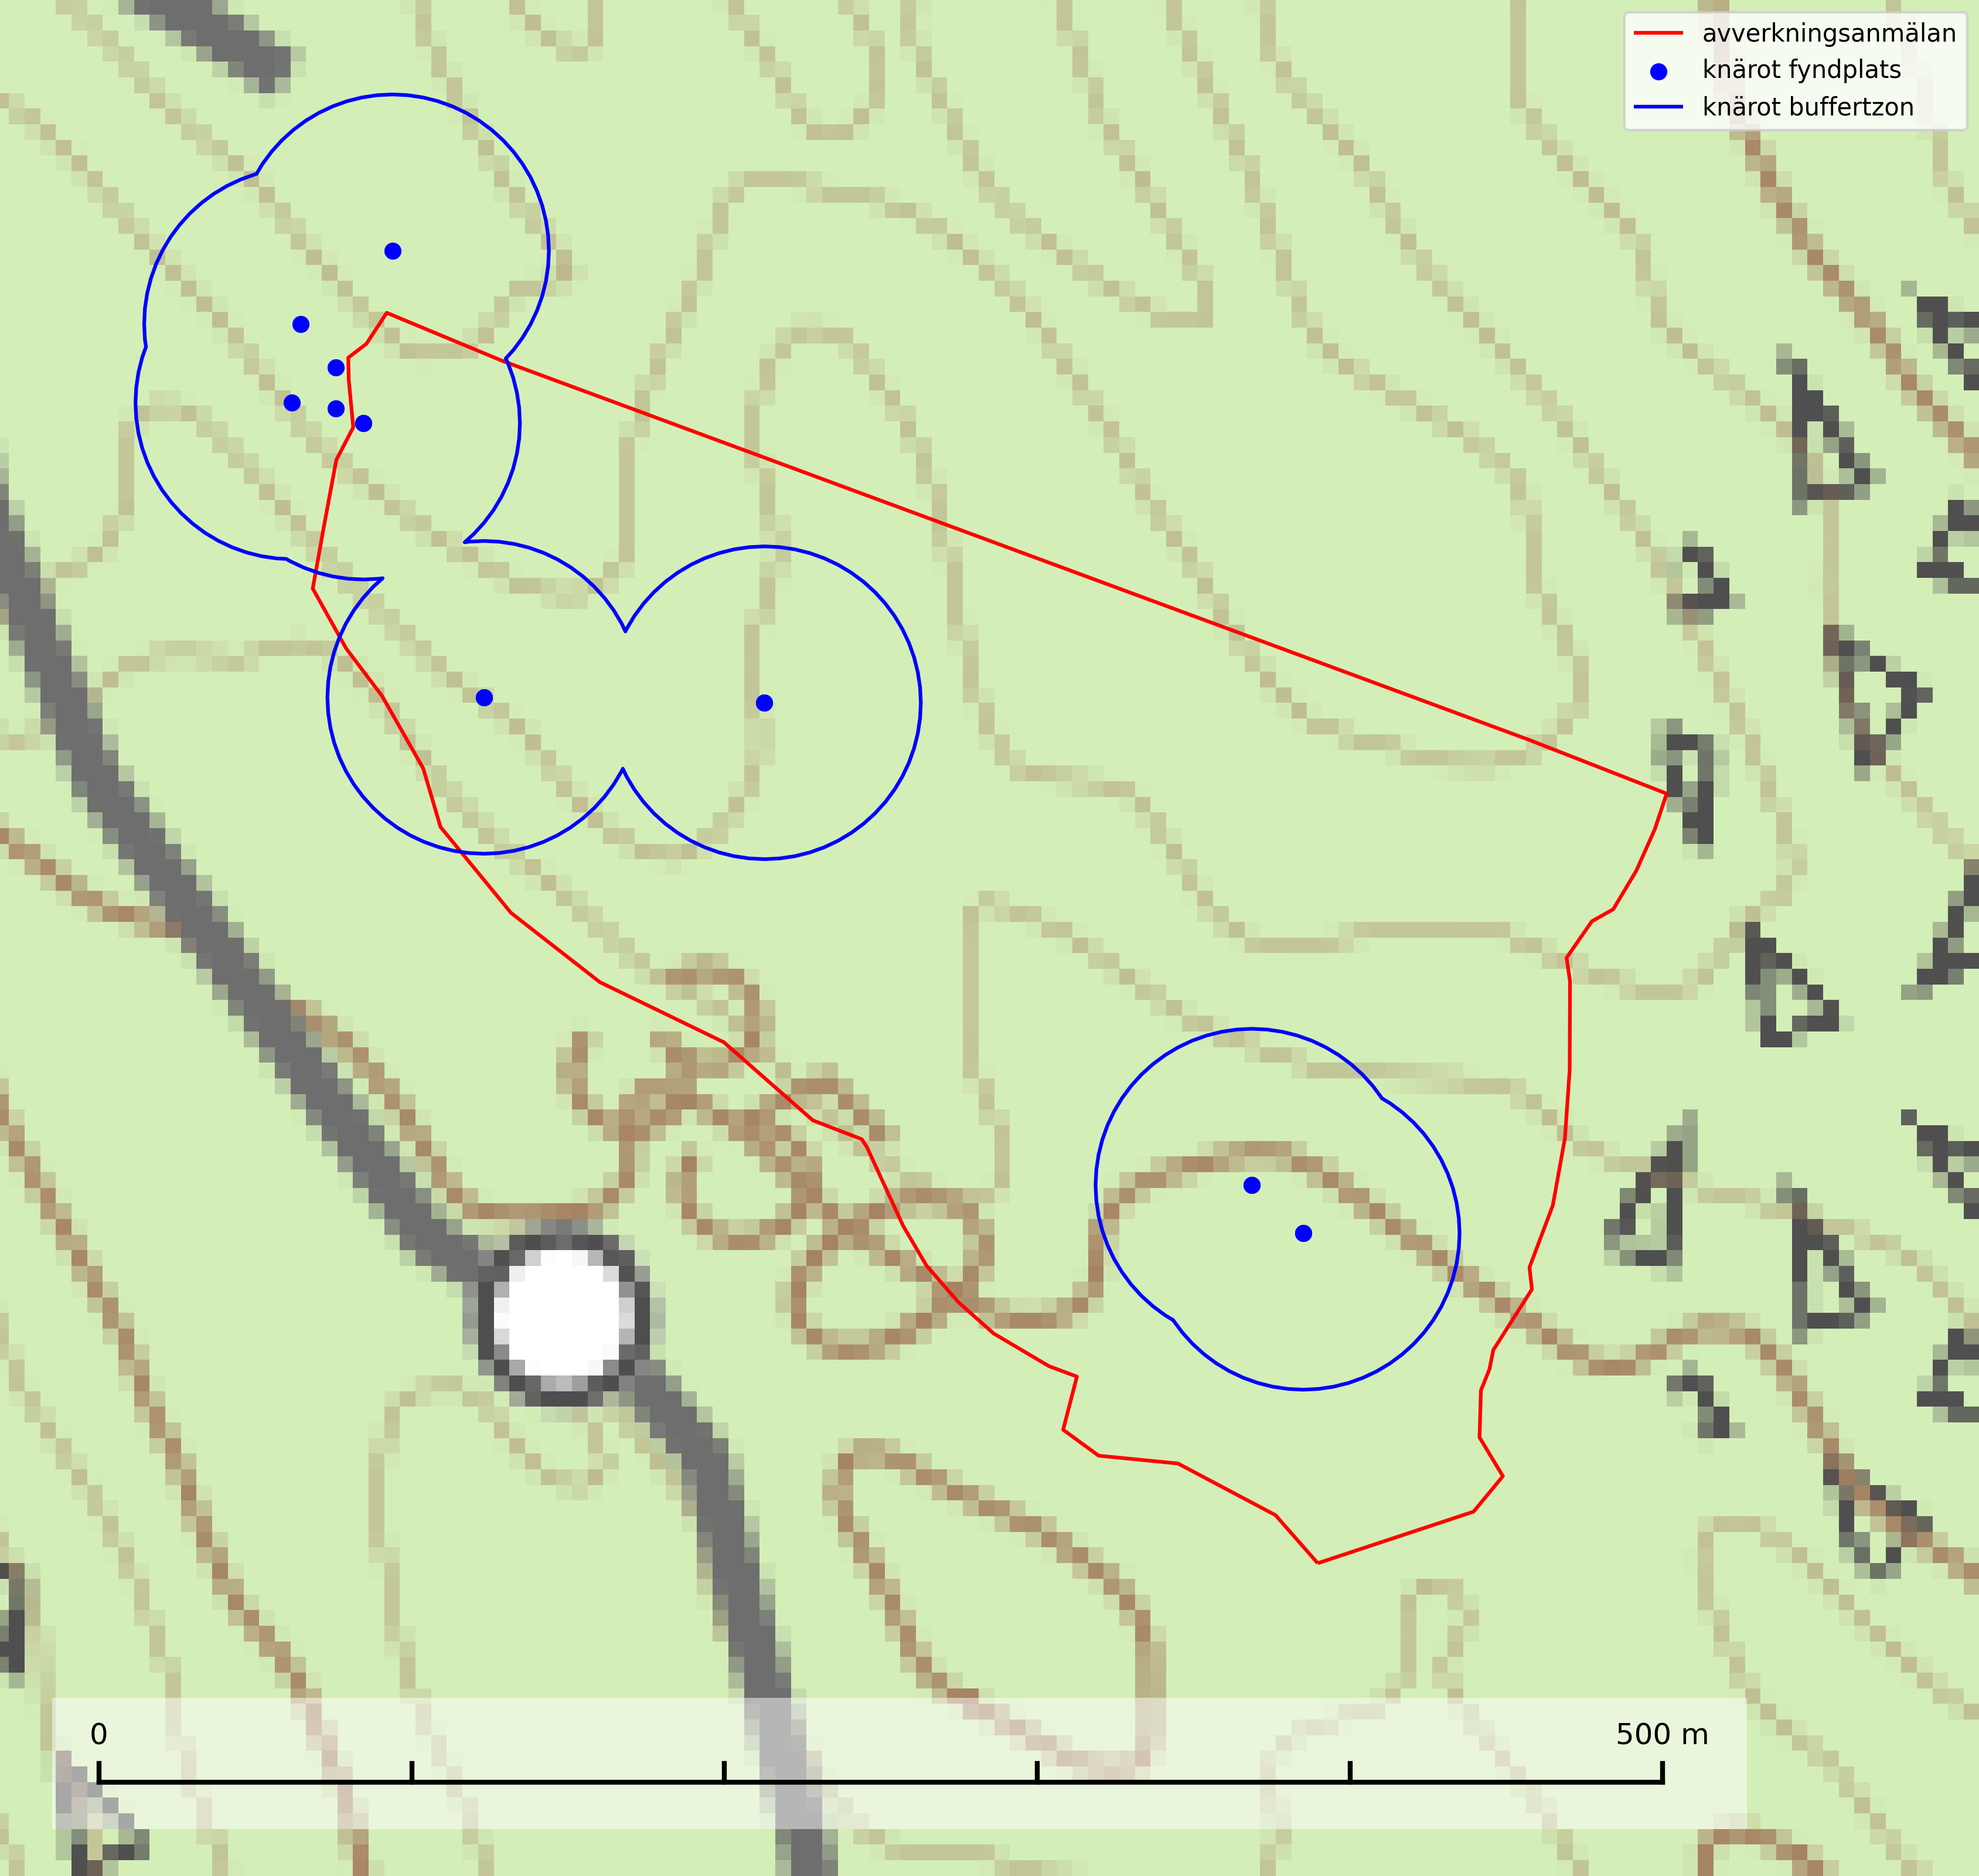 avverkningsanmälan
knärot fyndplats
knärot buffertzon
0
500 m